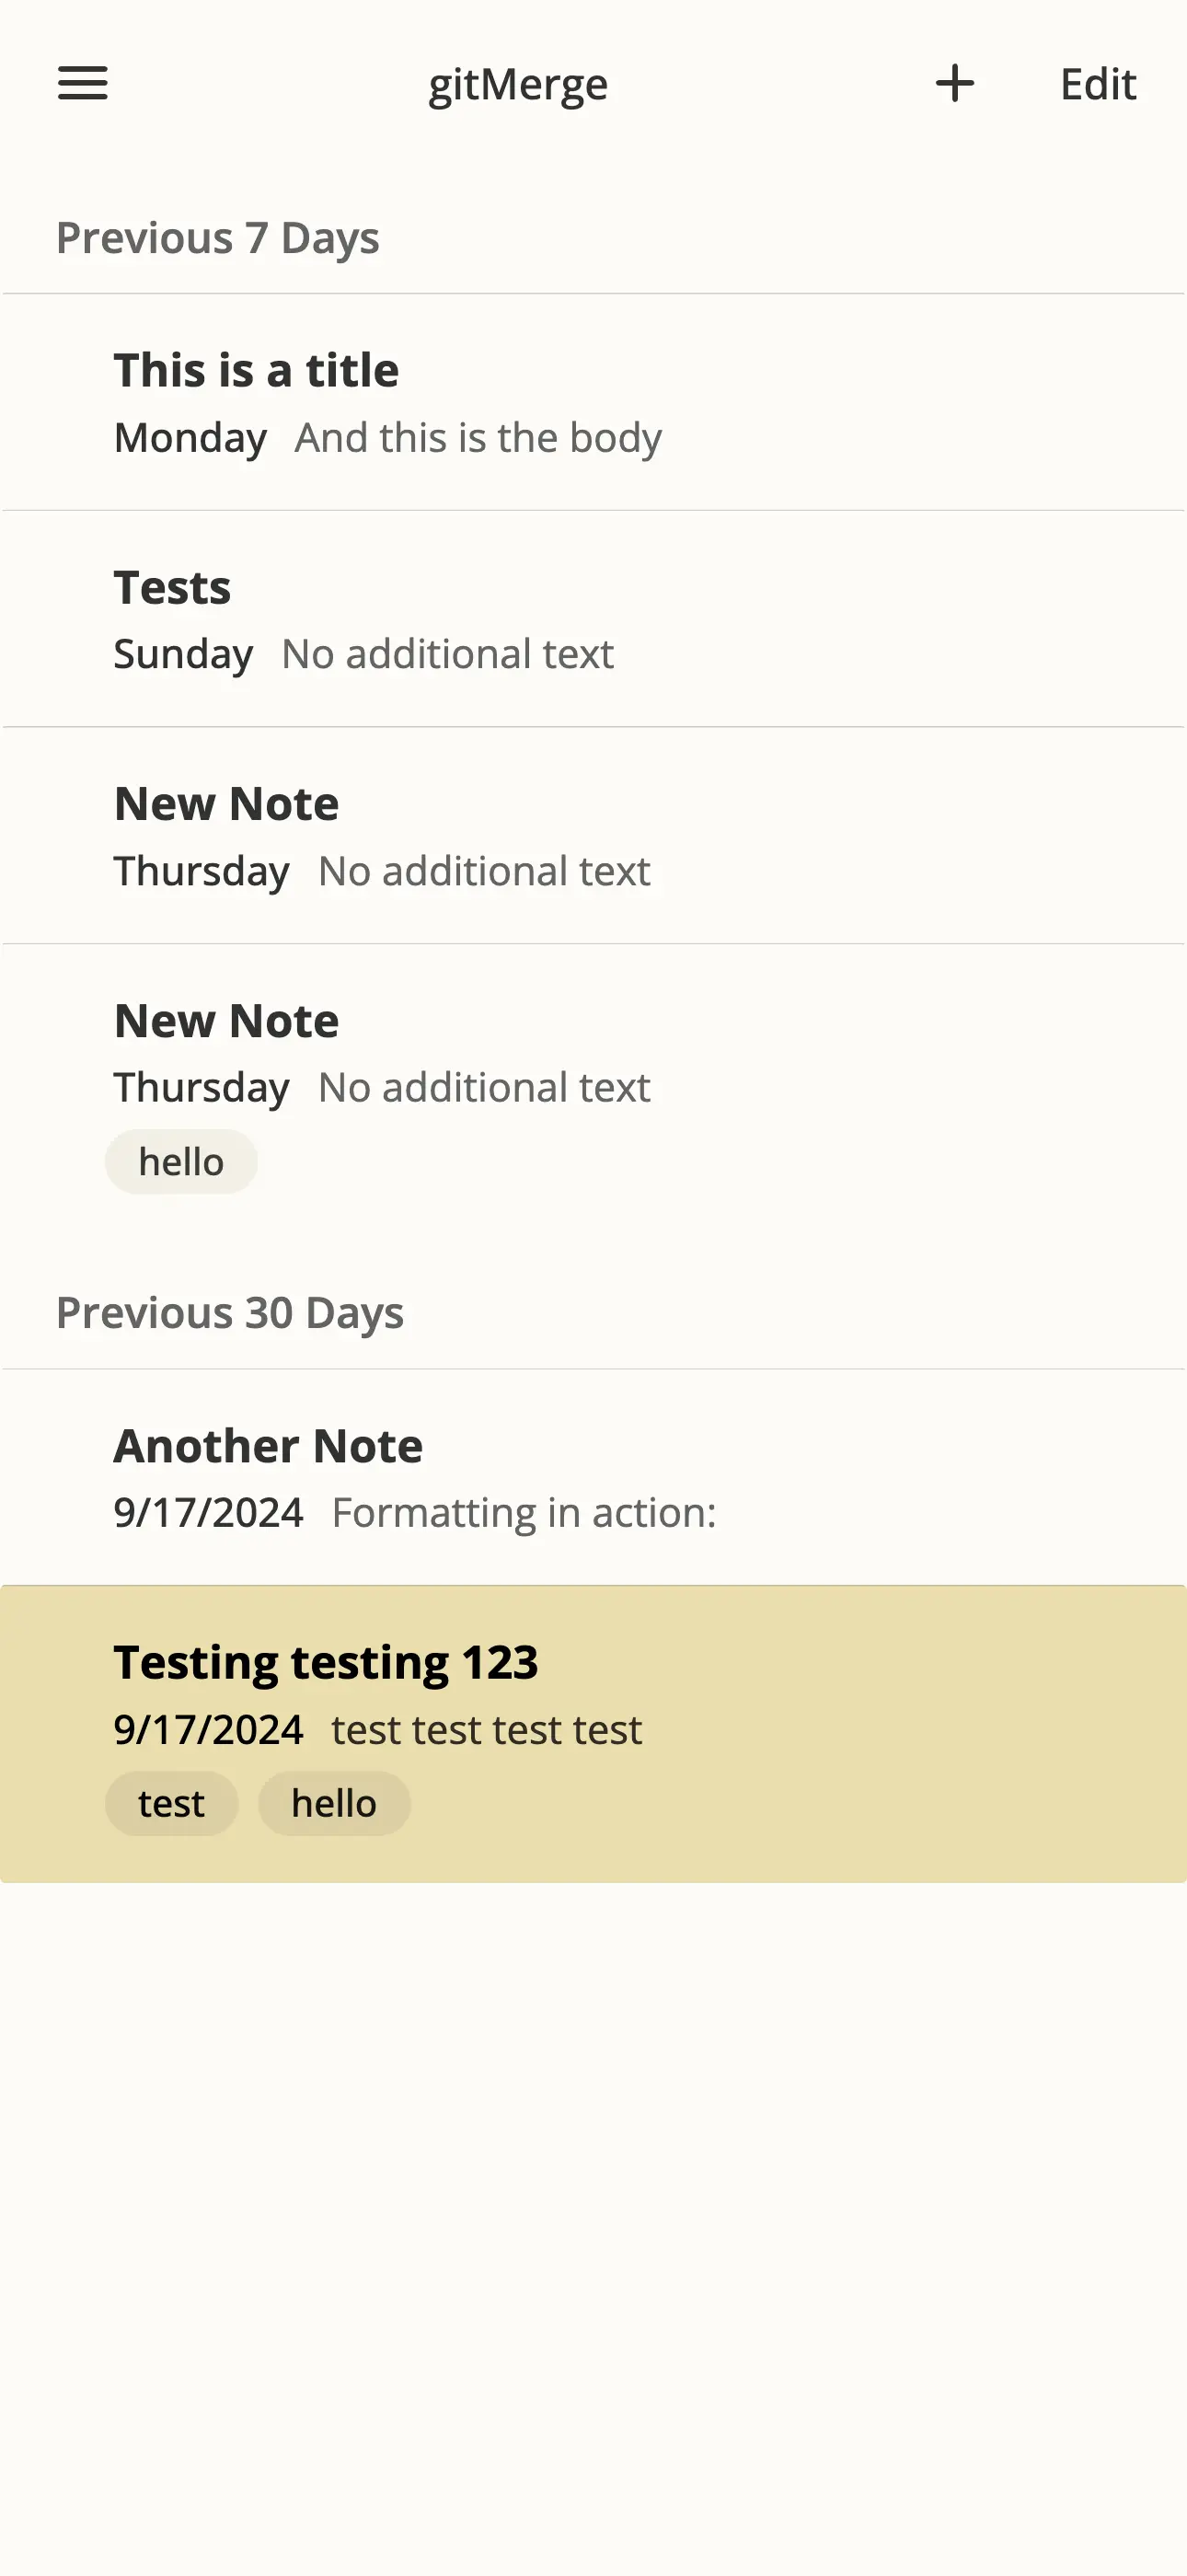 gitMerge Edit
Previous 7 Days
This is a title
Monday And this is the body
Tests
Sunday No additional text
New Note
Thursday No additional text
New Note
Thursday No additional text
hello
Previous 30 Days
Another Note
9/17/2024 Formatting in action:
Testing testing 123
9/17/2024 test test test test
test hello